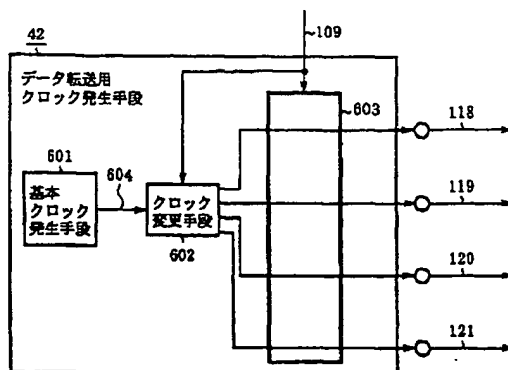 42
109
データ転送用
クロック発生手段
603
118
601
604
119
基本
クロック
発生手段
クロック
変更手段
602
120
121